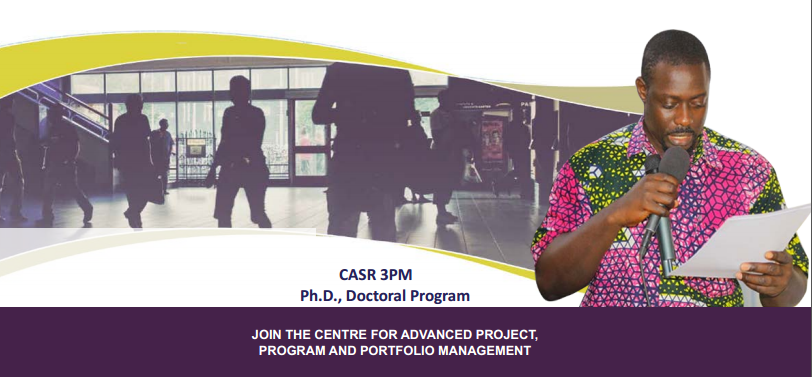 CASR 3PM
Ph.D., Doctoral Program
JOIN THE CENTRE FOR ADVANCED PROJECT,
PROGRAM AND PORTFOLIO MANAGEMENT